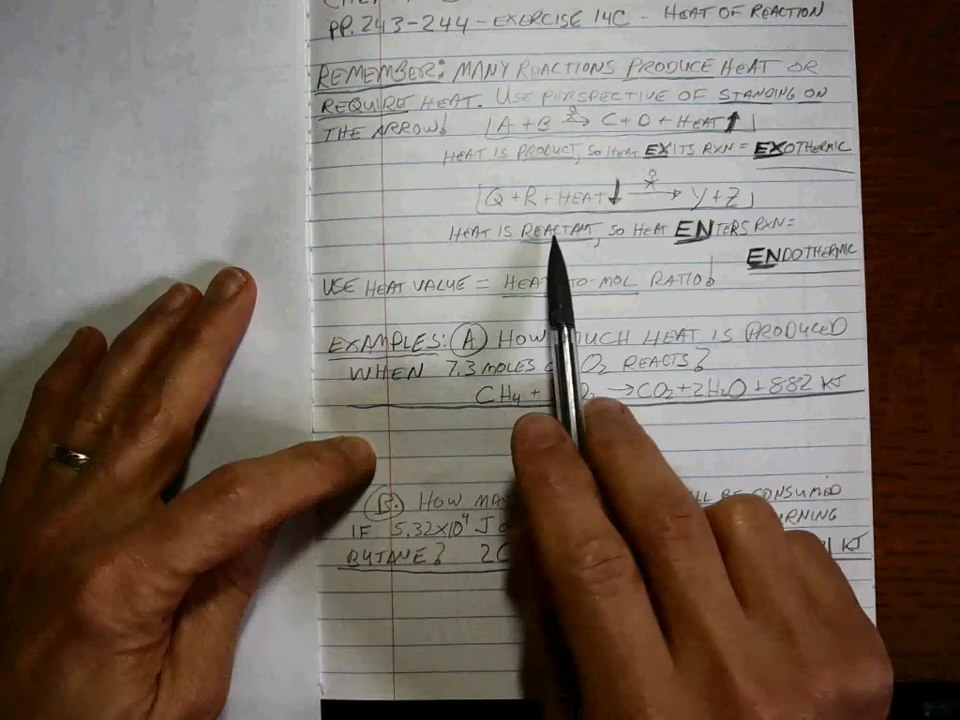 PP. 243-244 - EXERCISE 14C - HEAT OF REACTION
REMEMBER: MANY REACTIONS PRODUCE HEAT OR
REQUIRE HEAT. USE PERSPECTIVE OF STANDING ON
THE ARROW! A + B → C + D + HEAT↑
HEAT IS PRODUCT, SO HEAT EXITS RXN = EXOTHERMIC
Q + R + HEAT↓ → Y + Z
HEAT IS REACTANT, SO HEAT ENTERS RXN =
ENDOTHERMIC
USE HEAT VALUE = HEAT-TO-MOL RATIO!
EXAMPLES: (A) HOW MUCH HEAT IS PRODUCED
WHEN 7.3 MOLES O2 REACTS?
CH4 + → CO2 + 2H2O + 882 KJ
(B.) HOW BE CONSUMED
IF 5.32×10⁴ J
BUTANE? 2C KJ